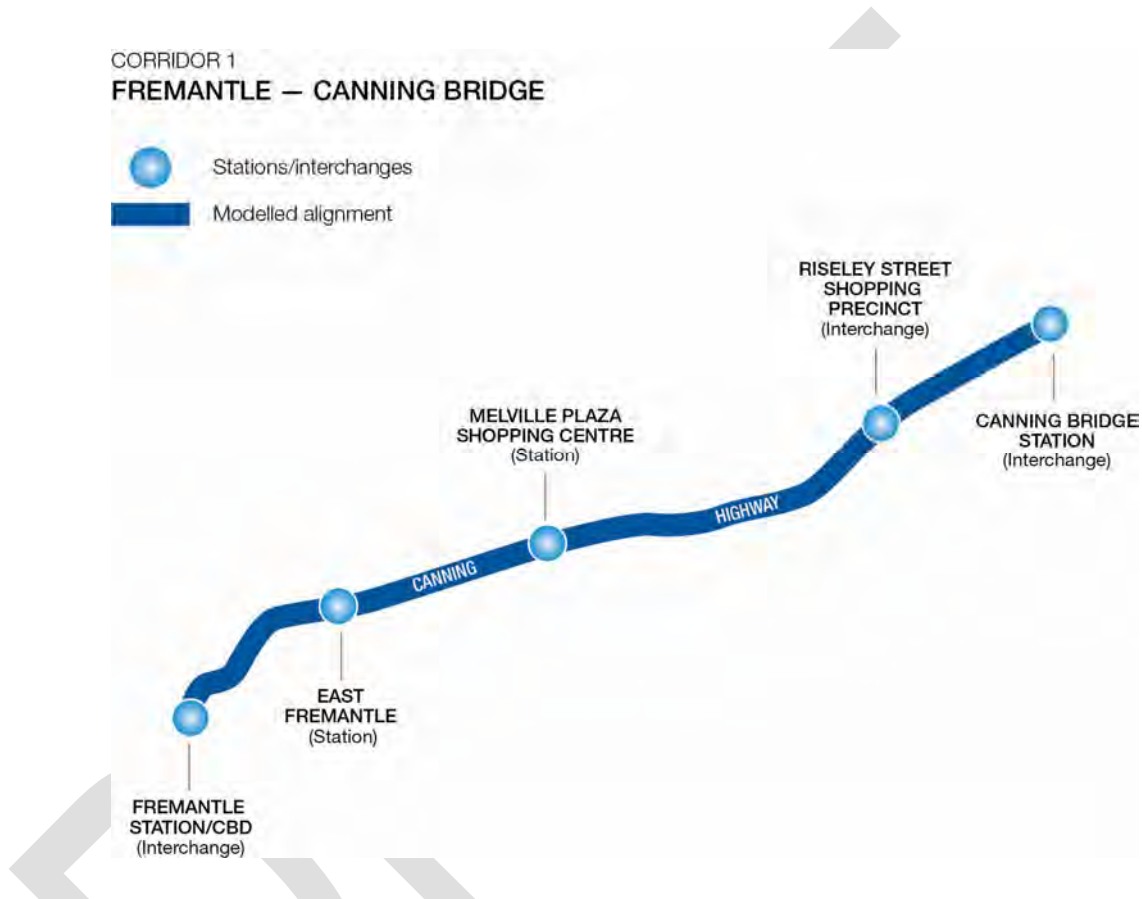 CORRIDOR 1
FREMANTLE — CANNING BRIDGE
Stations/interchanges
Modelled alignment
RISELEY STREET
SHOPPING
PRECINCT
(Interchange)
CANNING BRIDGE
STATION
(Interchange)
MELVILLE PLAZA
SHOPPING CENTRE
(Station)
HIGHWAY
CANNING
EAST
FREMANTLE
(Station)
FREMANTLE
STATION/CBD
(Interchange)